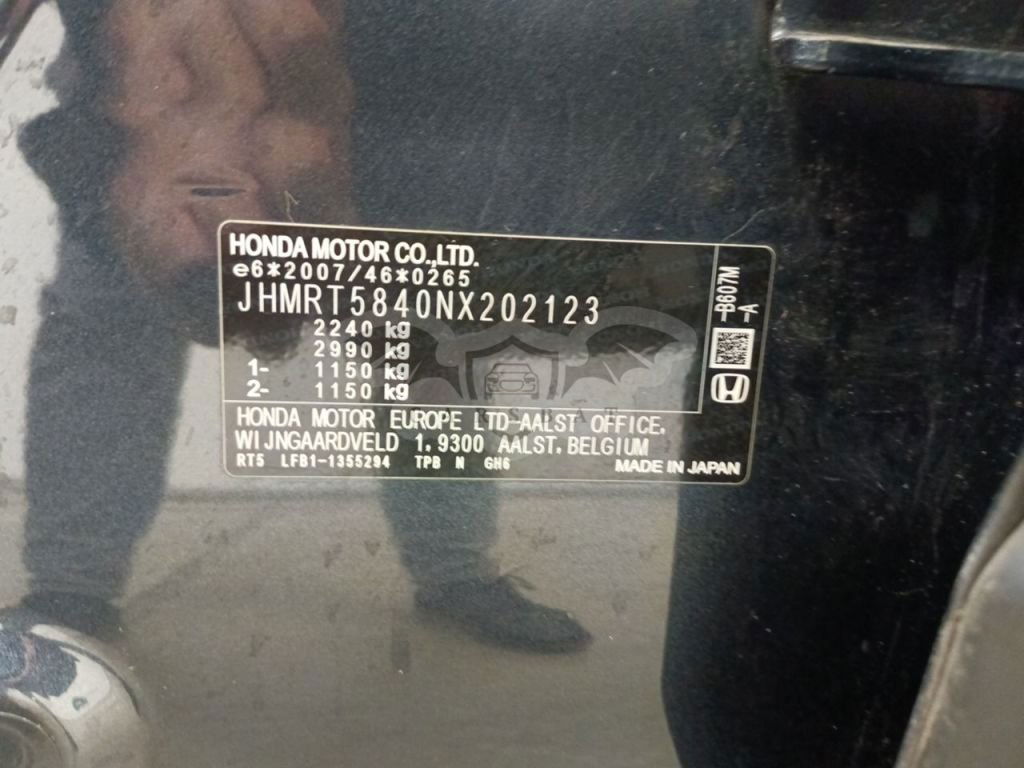 HONDA MOTOR CO.,LTD.
e6*2007/46*0265
JHMRT5840NX202123
2240 kg
2990 kg
1- 1150 kg
2- 1150 kg
HONDA MOTOR EUROPE LTD-AALST OFFICE.
WIJNGAARDVELD 1.9300 AALST.BELGIUM
RT5 LFB1-1355294 TPB N GH6
MADE IN JAPAN
-B607M
-A